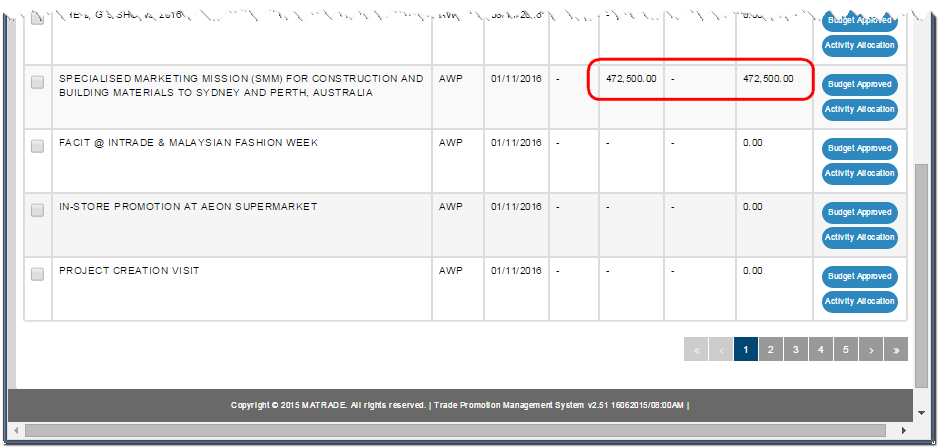 Budget Approved
Activity Allocation
SPECIALISED MARKETING MISSION (SMM) FOR CONSTRUCTION AND
BUILDING MATERIALS TO SYDNEY AND PERTH, AUSTRALIA
AWP
01/11/2016
-
472,500.00
-
472,500.00
Budget Approved
Activity Allocation
FACIT @ INTRADE & MALAYSIAN FASHION WEEK
AWP
01/11/2016
-
-
-
0.00
Budget Approved
Activity Allocation
IN-STORE PROMOTION AT AEON SUPERMARKET
AWP
01/11/2016
-
-
-
0.00
Budget Approved
Activity Allocation
PROJECT CREATION VISIT
AWP
01/11/2016
-
-
-
0.00
Budget Approved
Activity Allocation
« ‹ 1 2 3 4 5 › »
Copyright © 2015 MATRADE. All rights reserved. | Trade Promotion Management System v2.51 16062015/08:00AM |